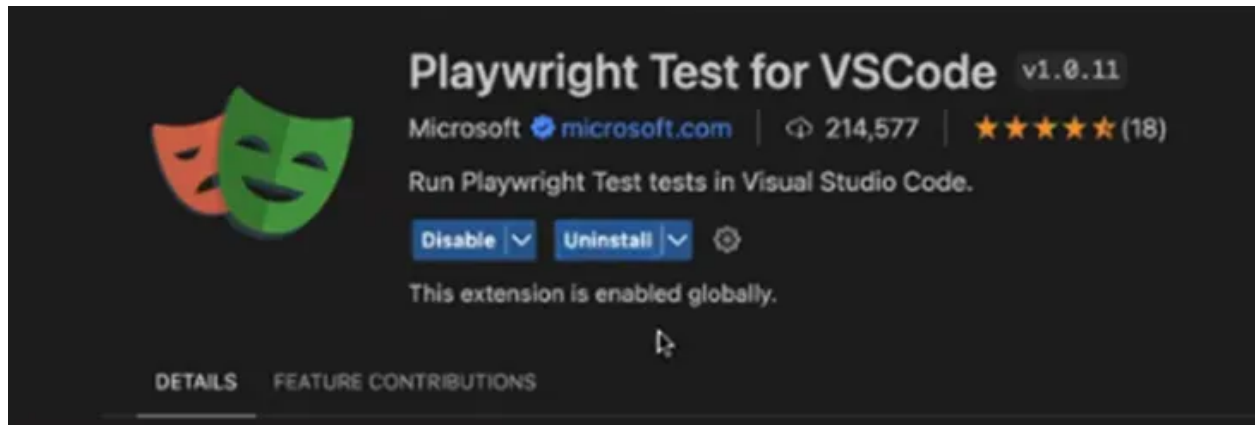 Playwright Test for VSCode v1.0.11
Microsoft microsoft.com 214,577 (18)
Run Playwright Test tests in Visual Studio Code.
Disable Uninstall
This extension is enabled globally.
DETAILS FEATURE CONTRIBUTIONS